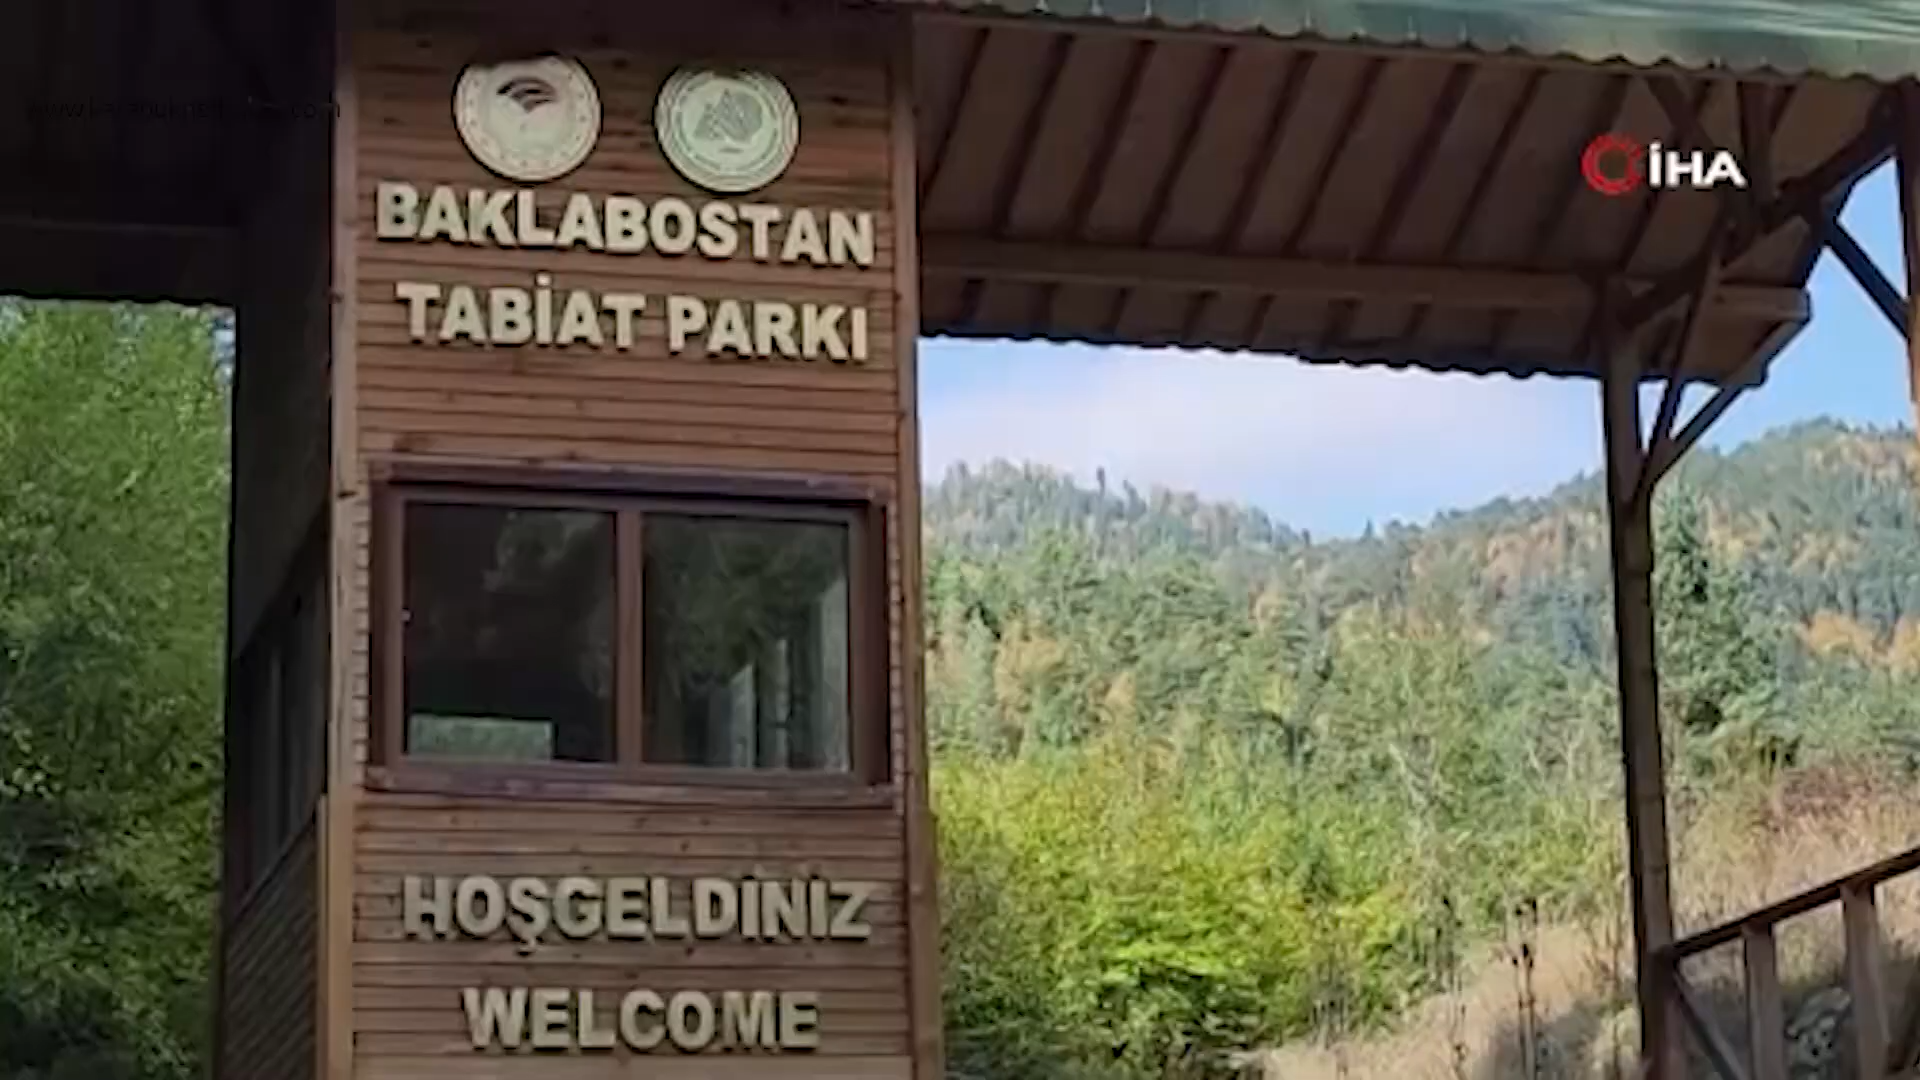 İHA
BAKLABOSTAN
TABİAT PARKI
HOŞGELDİNİZ
WELCOME